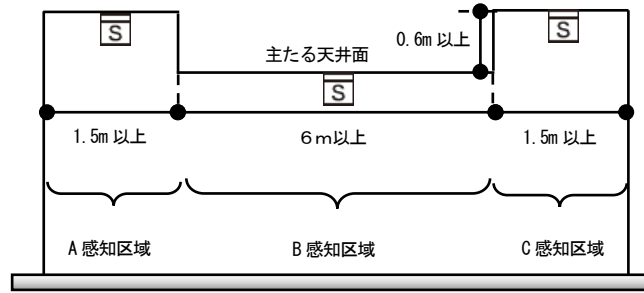 S
S
主たる天井面
0.6m 以上
S
1.5m 以上
6m以上
1.5m 以上
A 感知区域
B 感知区域
C 感知区域